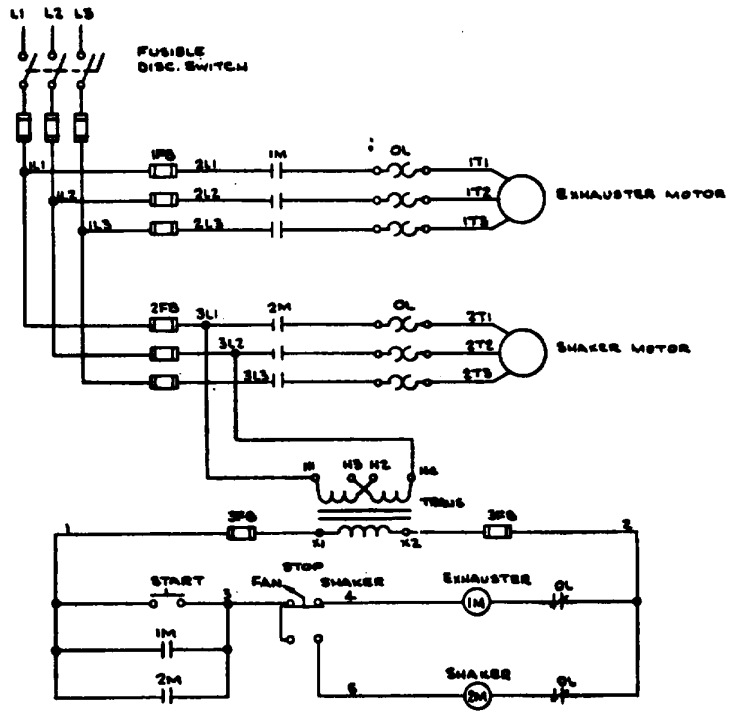 L1 L2 L3
FUSIBLE
DISC. SWITCH
1FB 2L1 1M OL 1T1
1L1
1L2 2L2 1T2
EXHAUSTER MOTOR
1L3 2L3 1T3
2FB 3L1 2M OL 2T1
3L2 2T2
SHAKER MOTOR
3L3 2T3
H1 H3 H2 H4
TRANS
1 3FB X1 X2 3FB 2
STOP
START FAN SHAKER EXHAUSTER OL
3 4 1M
1M
SHAKER
2M 2M OL